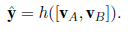 ŷ = h([v_A, v_B]).